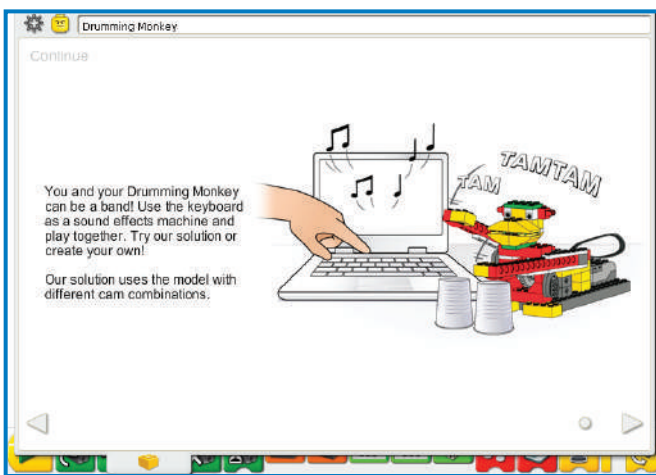 Drumming Monkey
Continue
You and your Drumming Monkey
can be a band! Use the keyboard
as a sound effects machine and
play together. Try our solution or
create your own!
Our solution uses the model with
different cam combinations.
TAM
TAMTAM